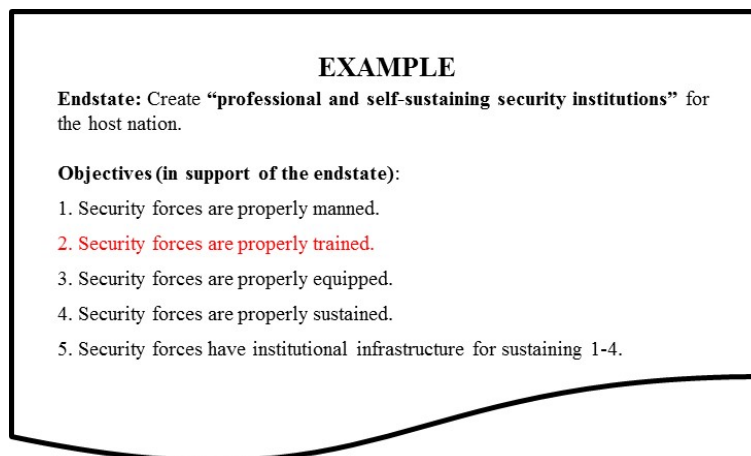 EXAMPLE
Endstate: Create “professional and self-sustaining security institutions” for
the host nation.
Objectives (in support of the endstate):
1. Security forces are properly manned.
2. Security forces are properly trained.
3. Security forces are properly equipped.
4. Security forces are properly sustained.
5. Security forces have institutional infrastructure for sustaining 1-4.